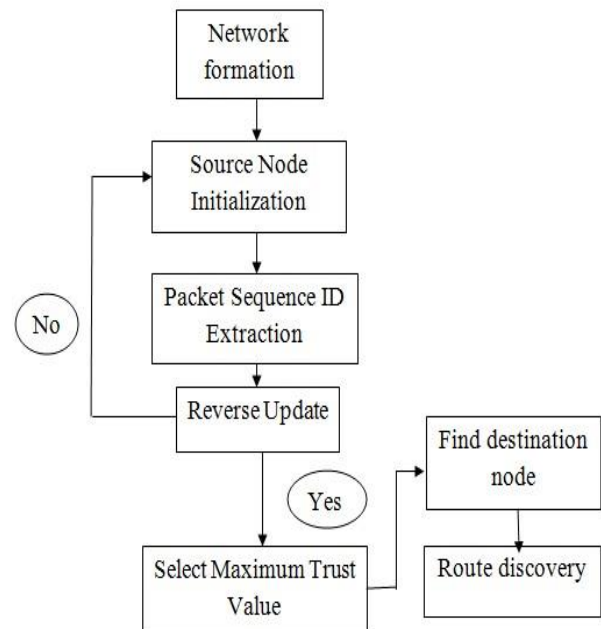 Network
formation
Source Node
Initialization
Packet Sequence ID
Extraction
No
Reverse Update
Yes
Select Maximum Trust
Value
Find destination
node
Route discovery